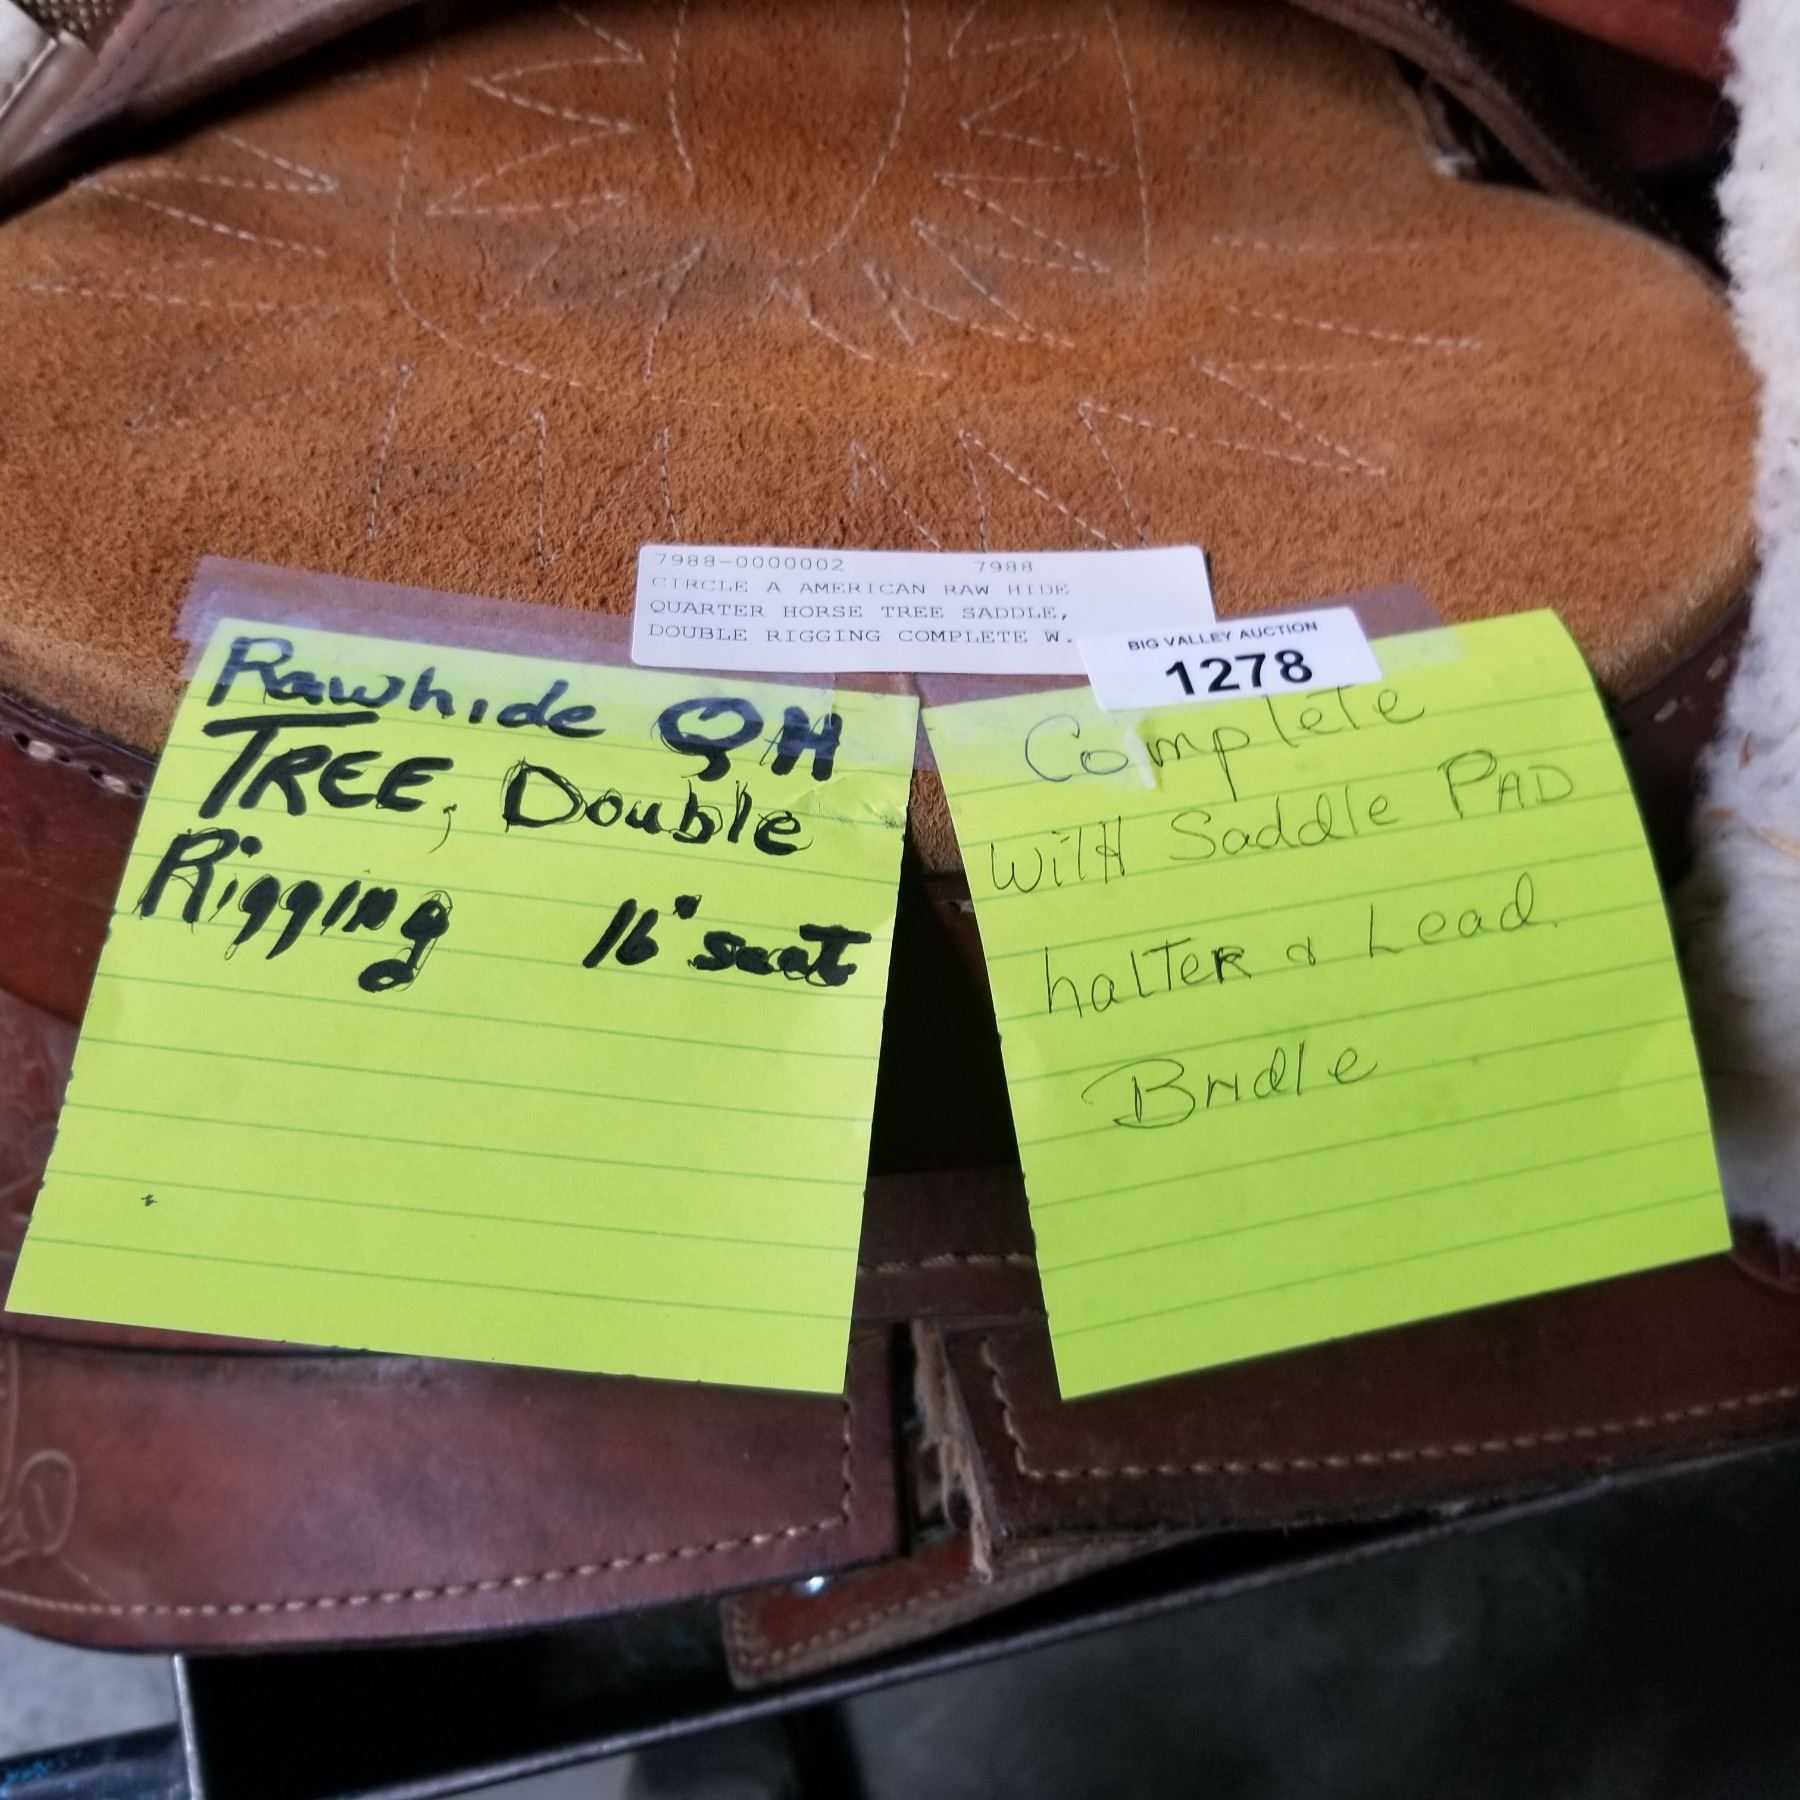 7988-0000002 7988
CIRCLE A AMERICAN RAW HIDE
QUARTER HORSE TREE SADDLE,
DOUBLE RIGGING COMPLETE W.
BIG VALLEY AUCTION
1278
Rawhide QH
TREE, Double
Rigging 16" seat
Complete
with Saddle PAD
halTer & Lead
Bridle